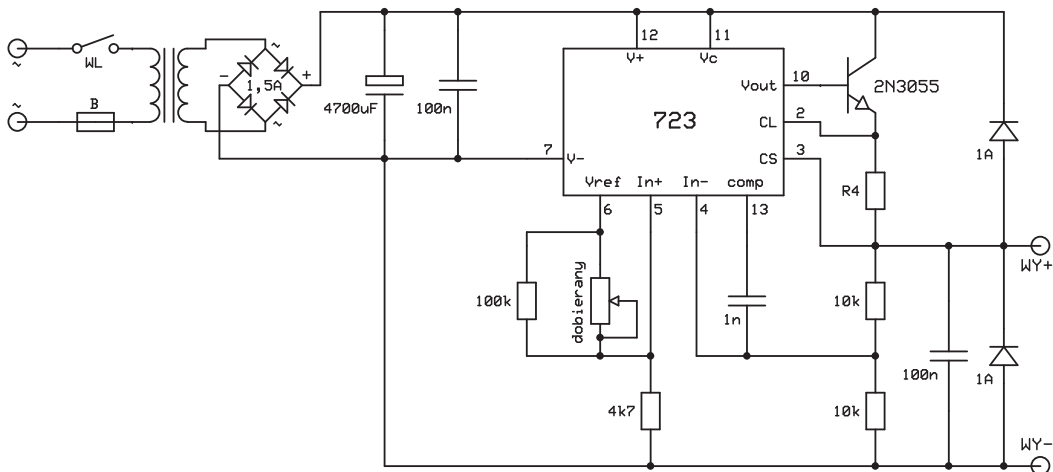 ~
~
WL
B
~
~
-
+
1,5A
4700uF
100n
12
V+
11
Vc
Vout
10
2N3055
723
CL
2
CS
3
7
V-
Vref
In+
In-
comp
6
5
4
13
R4
1A
WY+
100k
dobierany
1n
10k
100n
1A
4k7
10k
WY-